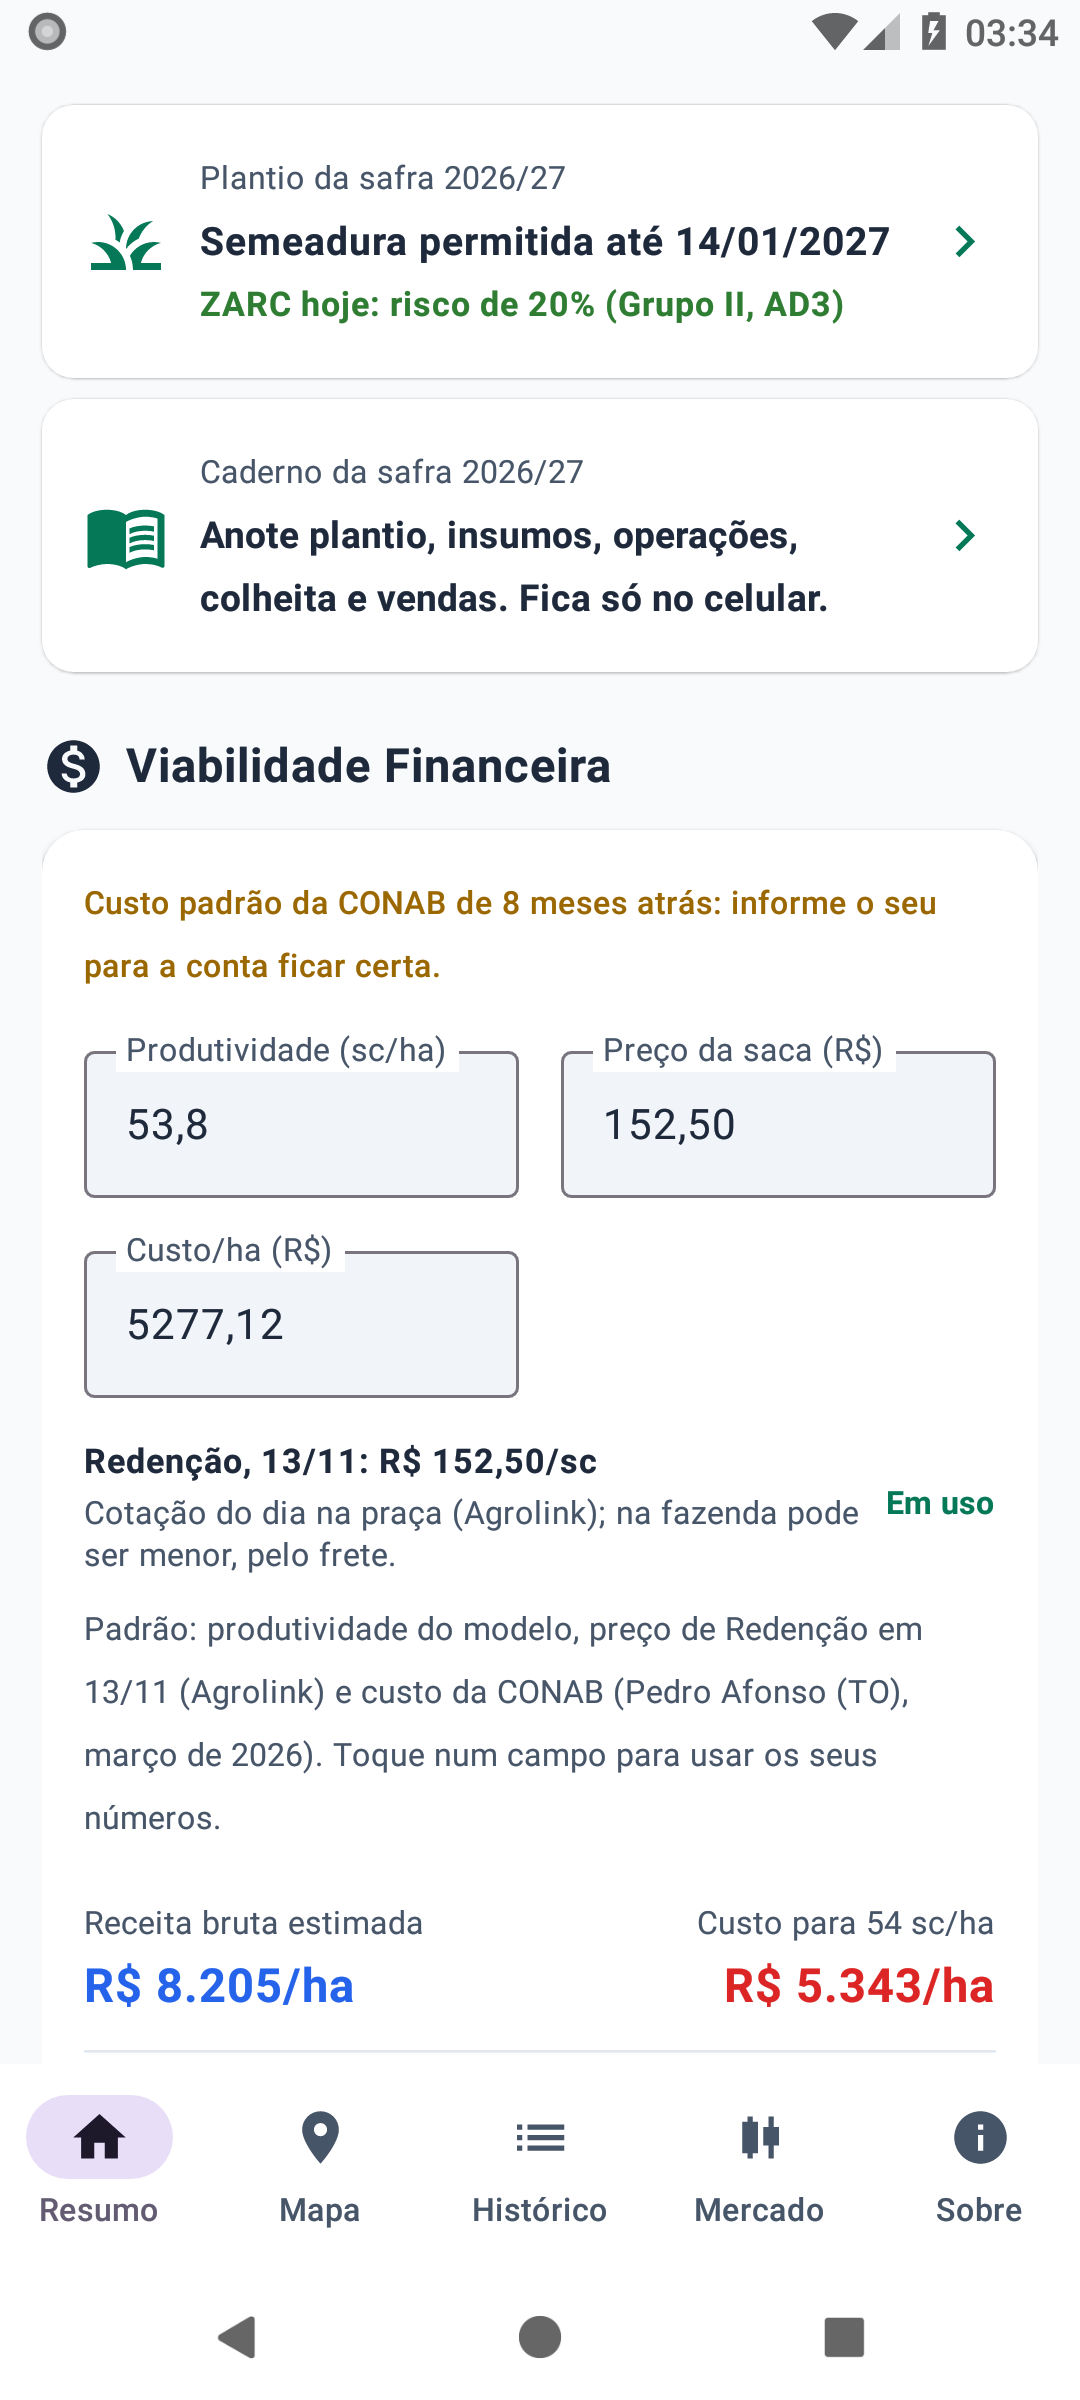 03:34
Plantio da safra 2026/27
Semeadura permitida até 14/01/2027
ZARC hoje: risco de 20% (Grupo II, AD3)
Caderno da safra 2026/27
Anote plantio, insumos, operações,
colheita e vendas. Fica só no celular.
Viabilidade Financeira
Custo padrão da CONAB de 8 meses atrás: informe o seu
para a conta ficar certa.
Produtividade (sc/ha)
53,8
Preço da saca (R$)
152,50
Custo/ha (R$)
5277,12
Redenção, 13/11: R$ 152,50/sc
Cotação do dia na praça (Agrolink); na fazenda pode
ser menor, pelo frete.
Em uso
Padrão: produtividade do modelo, preço de Redenção em
13/11 (Agrolink) e custo da CONAB (Pedro Afonso (TO),
março de 2026). Toque num campo para usar os seus
números.
Receita bruta estimada
R$ 8.205/ha
Custo para 54 sc/ha
R$ 5.343/ha
Resumo
Mapa
Histórico
Mercado
Sobre